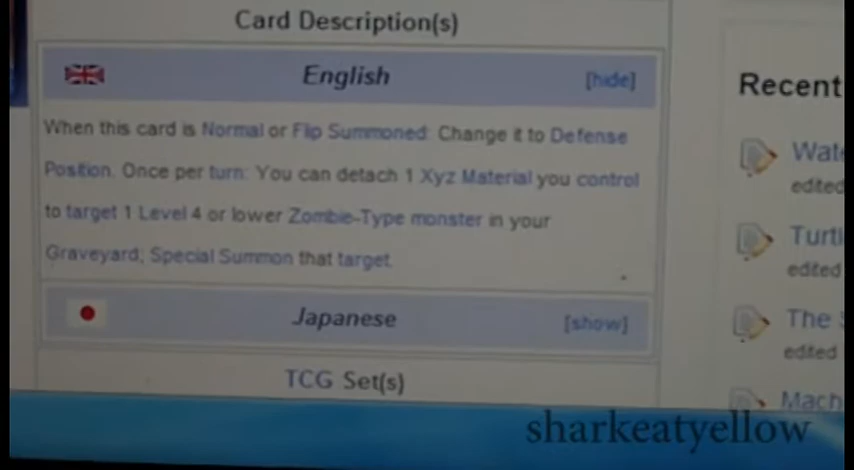 Card Description(s)
English
[hide]
When this card is Normal or Flip Summoned: Change it to Defense
Position. Once per turn: You can detach 1 Xyz Material you control
to target 1 Level 4 or lower Zombie-Type monster in your
Graveyard; Special Summon that target.
Japanese
[show]
TCG Set(s)
Recent
edited
edited
The
edited
sharkeatyellow